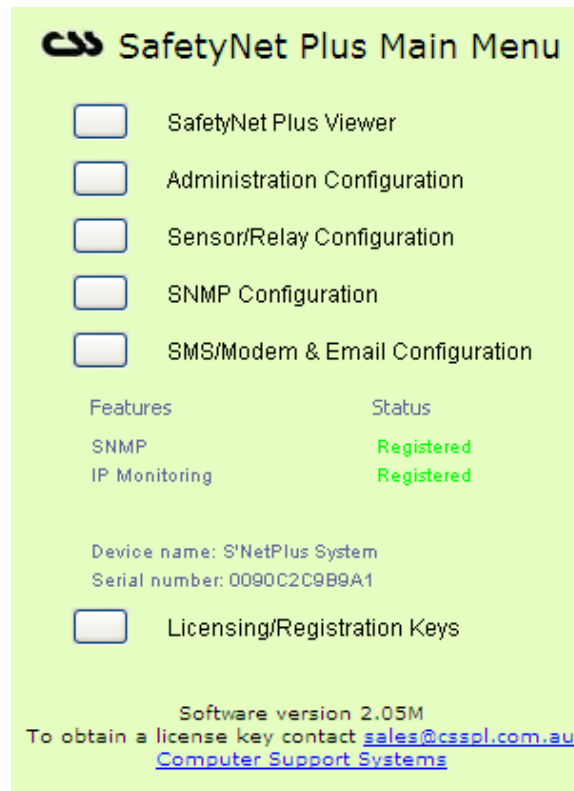 CSS SafetyNet Plus Main Menu
SafetyNet Plus Viewer
Administration Configuration
Sensor/Relay Configuration
SNMP Configuration
SMS/Modem & Email Configuration
Features Status
SNMP Registered
IP Monitoring Registered
Device name: S'NetPlus System
Serial number: 0090C2C9B9A1
Licensing/Registration Keys
Software version 2.05M
To obtain a license key contact sales@csspl.com.au
Computer Support Systems